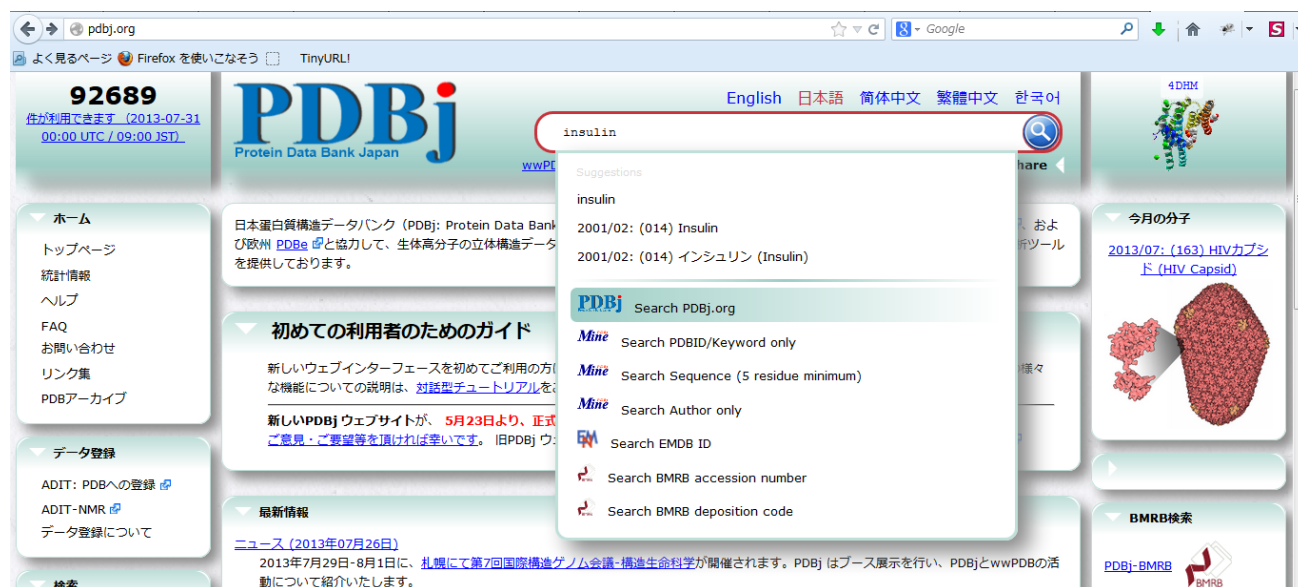 pdbj.org
Google
よく見るページ Firefox を使いこなそう TinyURL!
92689
件が利用できます (2013-07-31
00:00 UTC / 09:00 JST)
PDBj
Protein Data Bank Japan
English 日本語 简体中文 繁體中文 한국어
insulin
wwPD
hare
Suggestions
insulin
2001/02: (014) Insulin
2001/02: (014) インシュリン (Insulin)
PDBj Search PDBj.org
Mine Search PDBID/Keyword only
Mine Search Sequence (5 residue minimum)
Mine Search Author only
EM Search EMDB ID
Search BMRB accession number
Search BMRB deposition code
4DHM
ホーム
トップページ
統計情報
ヘルプ
FAQ
お問い合わせ
リンク集
PDBアーカイブ
データ登録
ADIT: PDBへの登録
ADIT-NMR
データ登録について
検索
日本蛋白質構造データバンク (PDBj: Protein Data Bank
、およ
び欧州 PDBe と協力して、生体高分子の立体構造データ
析ツール
を提供しております。
初めての利用者のためのガイド
新しいウェブインターフェースを初めてご利用の方に
様々
な機能についての説明は、対話型チュートリアルをご
新しいPDBj ウェブサイトが、 5月23日より、正式
ご意見・ご要望等を頂ければ幸いです。 旧PDBj ウ
最新情報
ニュース (2013年07月26日)
2013年7月29日-8月1日に、札幌にて第7回国際構造ゲノム会議-構造生命科学が開催されます。PDBj はブース展示を行い、PDBjとwwPDBの活
動について紹介いたします。
今月の分子
2013/07: (163) HIVカプシ
ド (HIV Capsid)
BMRB検索
PDBj-BMRB
BMRB